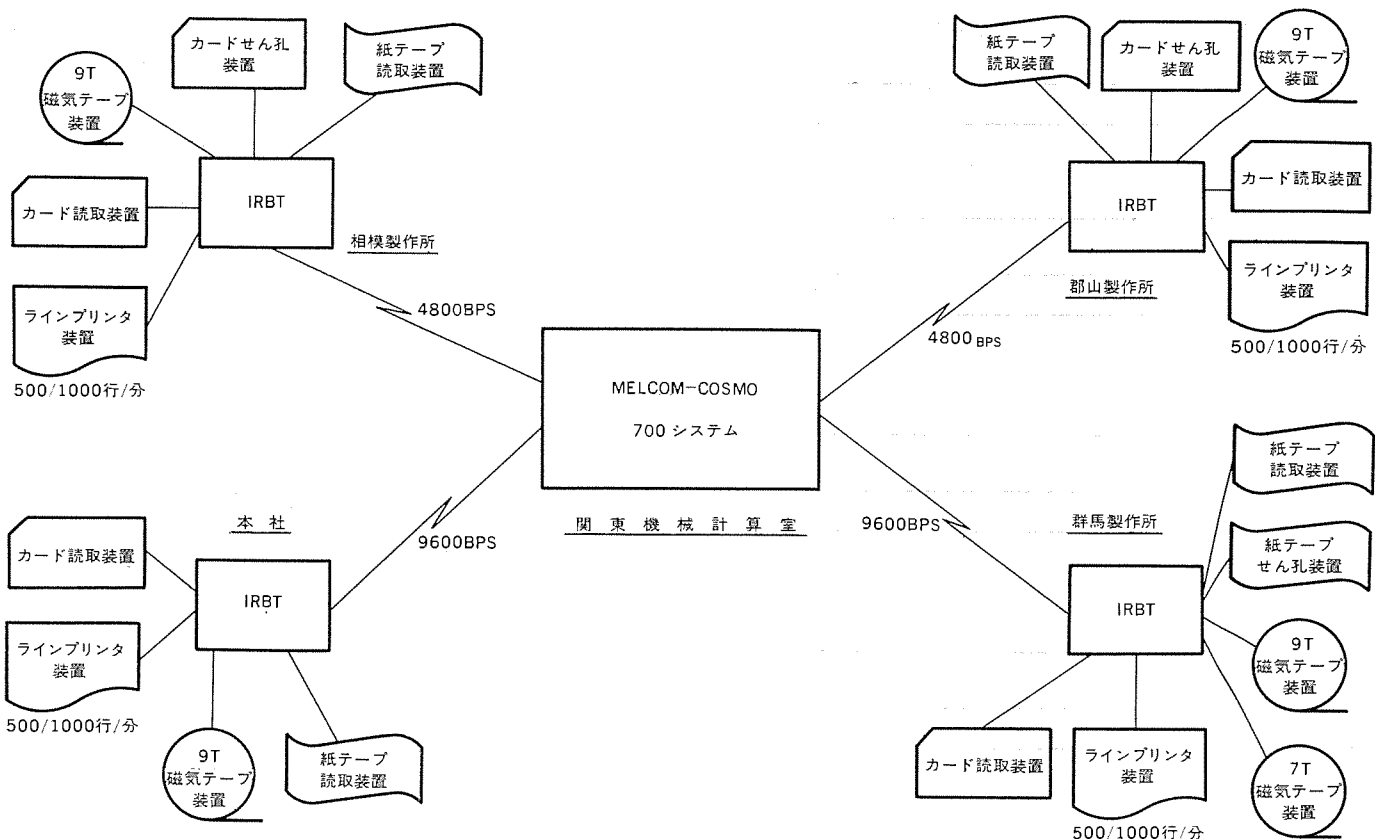 9T
磁気テープ
装置
カードせん孔
装置
紙テープ
読取装置
カード読取装置
IRBT
相模製作所
ラインプリンタ
装置
500/1000行/分
4800BPS
紙テープ
読取装置
カードせん孔
装置
9T
磁気テープ
装置
IRBT
カード読取装置
郡山製作所
ラインプリンタ
装置
500/1000行/分
4800BPS
MELCOM-COSMO
700 システム
関東機械計算室
本社
9600BPS
カード読取装置
IRBT
ラインプリンタ
装置
500/1000行/分
9T
磁気テープ
装置
紙テープ
読取装置
9600BPS
群馬製作所
紙テープ
読取装置
紙テープ
せん孔装置
IRBT
9T
磁気テープ
装置
カード読取装置
ラインプリンタ
装置
500/1000行/分
7T
磁気テープ
装置